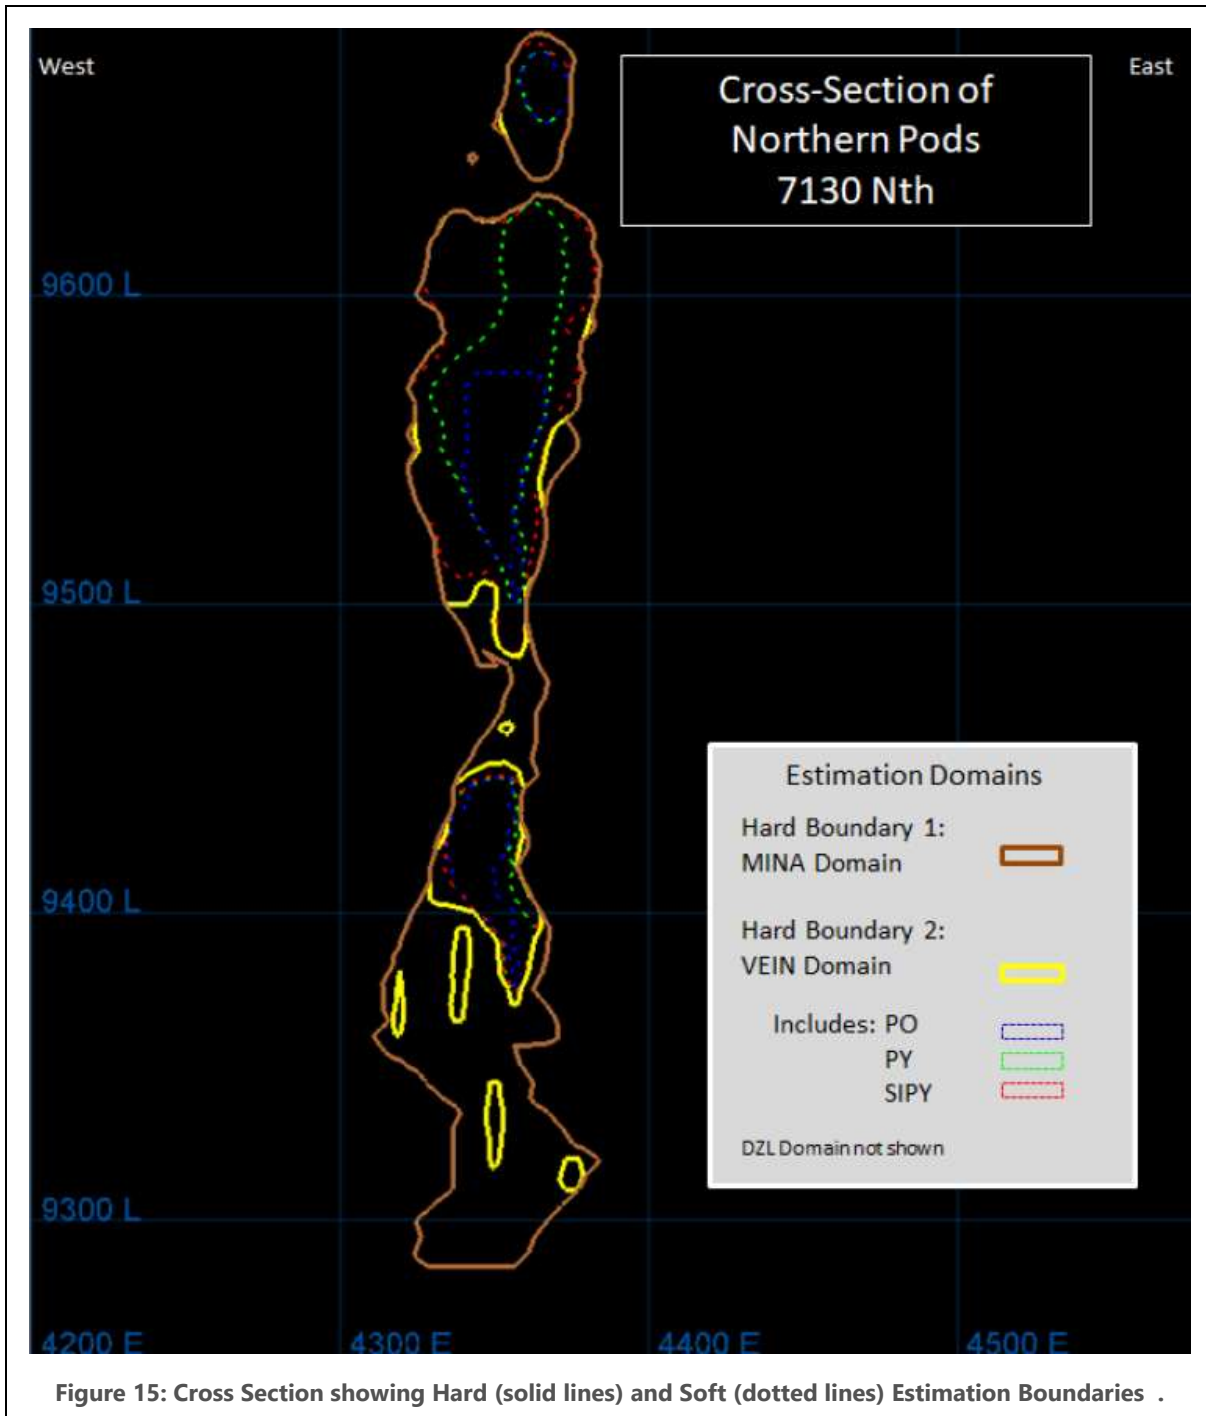 West
East
Cross-Section of
Northern Pods
7130 Nth
9600 L
9500 L
9400 L
9300 L
4200 E
4300 E
4400 E
4500 E
Estimation Domains
Hard Boundary 1:
MINA Domain
Hard Boundary 2:
VEIN Domain
Includes: PO
PY
SIPY
DZL Domain not shown
Figure 15: Cross Section showing Hard (solid lines) and Soft (dotted lines) Estimation Boundaries .